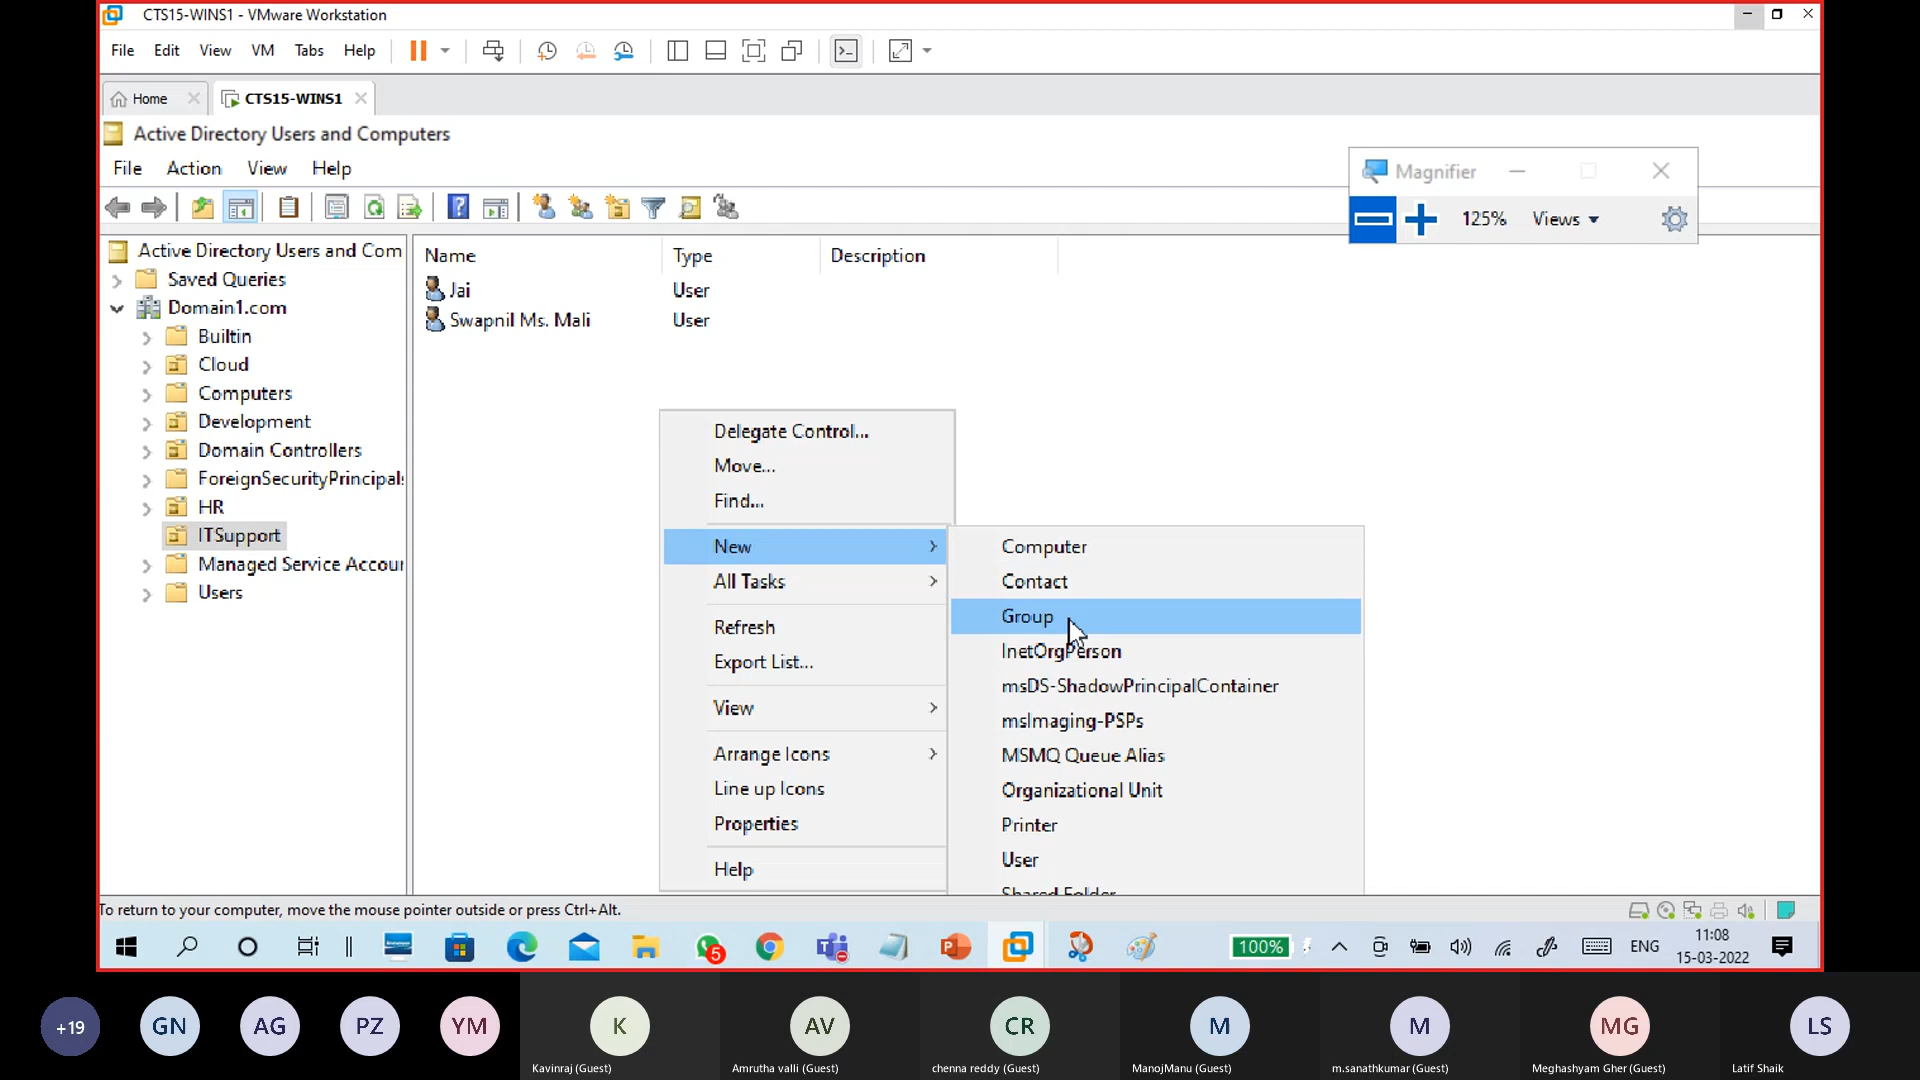 CTS15-WINS1 - VMware Workstation
File Edit View VM Tabs Help
Home CTS15-WINS1
Active Directory Users and Computers
File Action View Help
Magnifier
125% Views
Active Directory Users and Com
Saved Queries
Domain1.com
Builtin
Cloud
Computers
Development
Domain Controllers
ForeignSecurityPrincipals
HR
ITSupport
Managed Service Accour
Users
Name Type Description
Jai User
Swapnil Ms. Mali User
Delegate Control...
Move...
Find...
New
All Tasks
Refresh
Export List...
View
Arrange Icons
Line up Icons
Properties
Help
Computer
Contact
Group
InetOrgPerson
msDS-ShadowPrincipalContainer
msImaging-PSPs
MSMQ Queue Alias
Organizational Unit
Printer
User
Shared Folder
To return to your computer, move the mouse pointer outside or press Ctrl+Alt.
5
100%
ENG
11:08
15-03-2022
+19 GN AG PZ YM K AV CR M M MG LS
Kavinraj (Guest) Amrutha valli (Guest) chenna reddy (Guest) ManojManu (Guest) m.sanathkumar (Guest) Meghashyam Gher (Guest) Latif Shaik